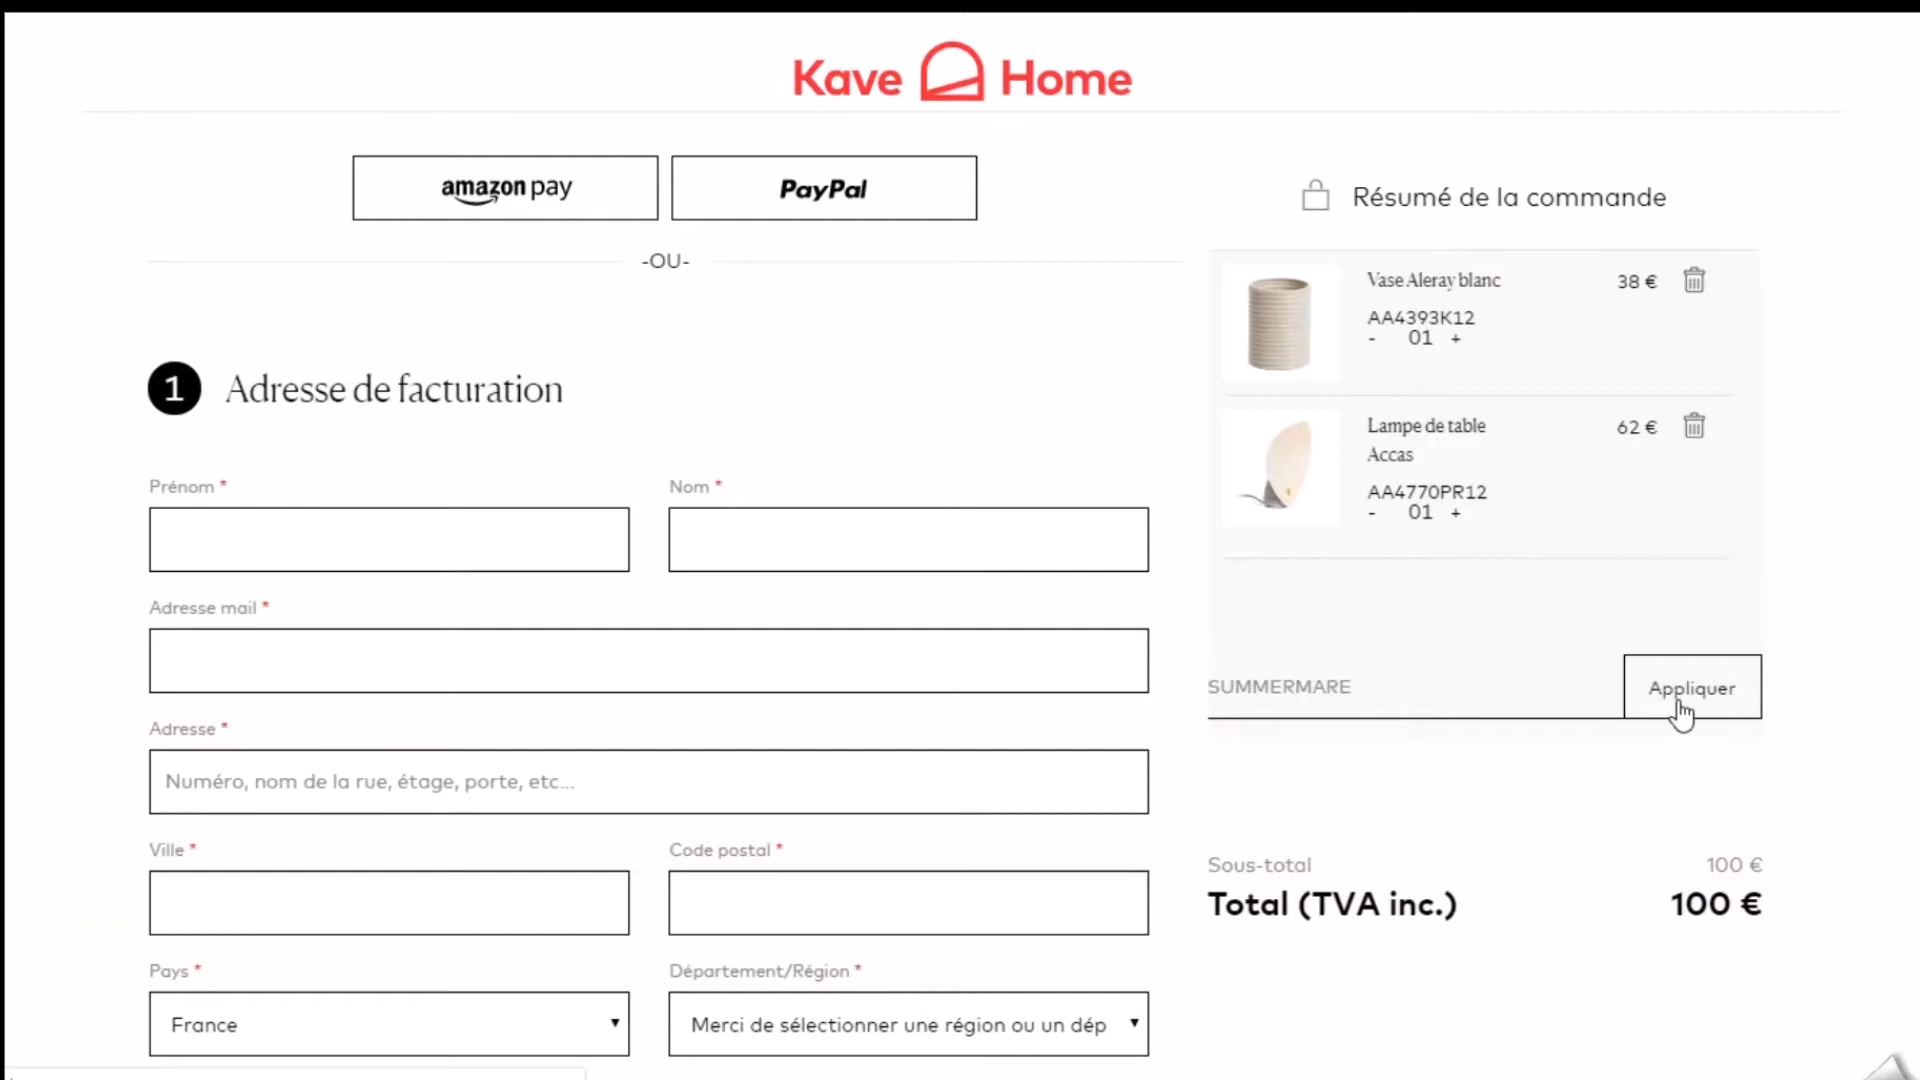 Kave Home
amazon pay
PayPal
-OU-
1 Adresse de facturation
Prénom *
Nom *
Adresse mail *
Adresse *
Numéro, nom de la rue, étage, porte, etc...
Ville *
Code postal *
Pays *
Département/Région *
France
Merci de sélectionner une région ou un dép
Résumé de la commande
Vase Aleray blanc
38 €
AA4393K12
- 01 +
Lampe de table
Accas
62 €
AA4770PR12
- 01 +
SUMMERMARE
Appliquer
Sous-total
100 €
Total (TVA inc.)
100 €